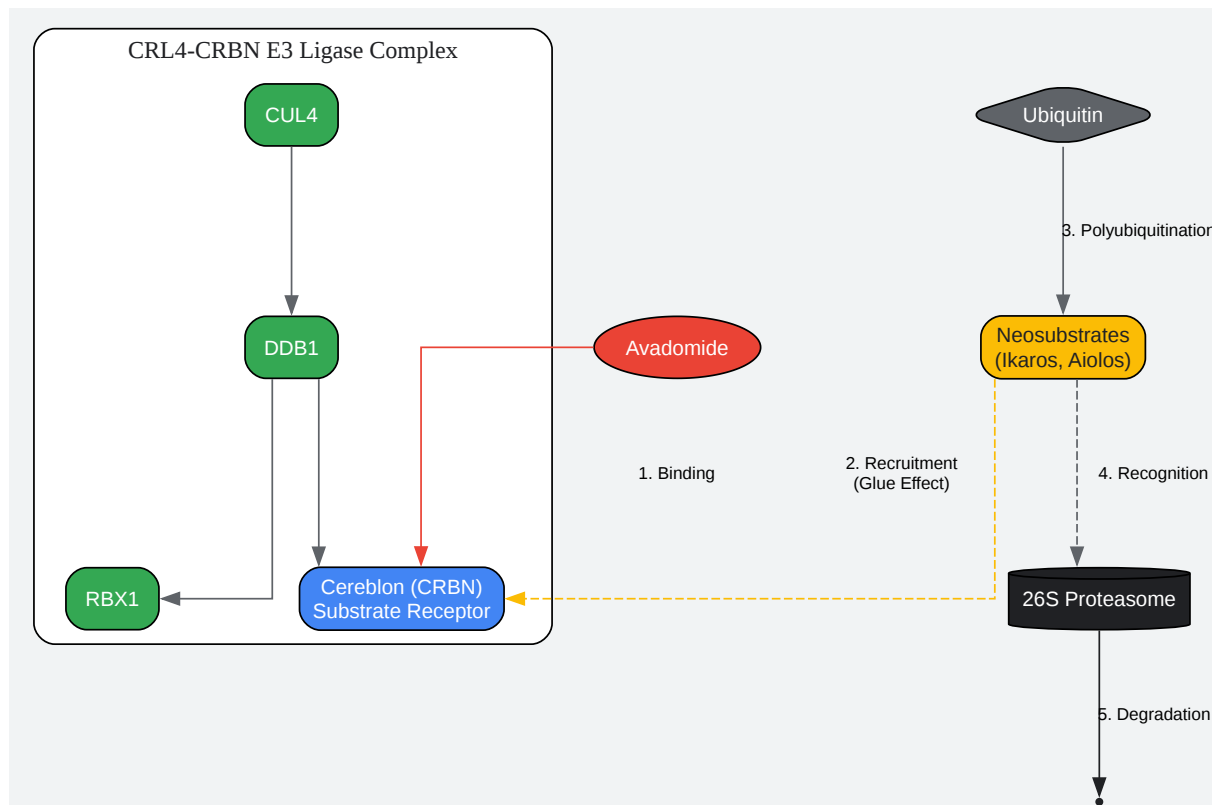 CRL4-CRBN E3 Ligase Complex
CUL4
Ubiquitin
3. Polyubiquitination
DDB1
Avadomide
Neosubstrates
(Ikaros, Aiolos)
1. Binding
2. Recruitment
(Glue Effect)
4. Recognition
RBX1
Cereblon (CRBN)
Substrate Receptor
26S Proteasome
5. Degradation